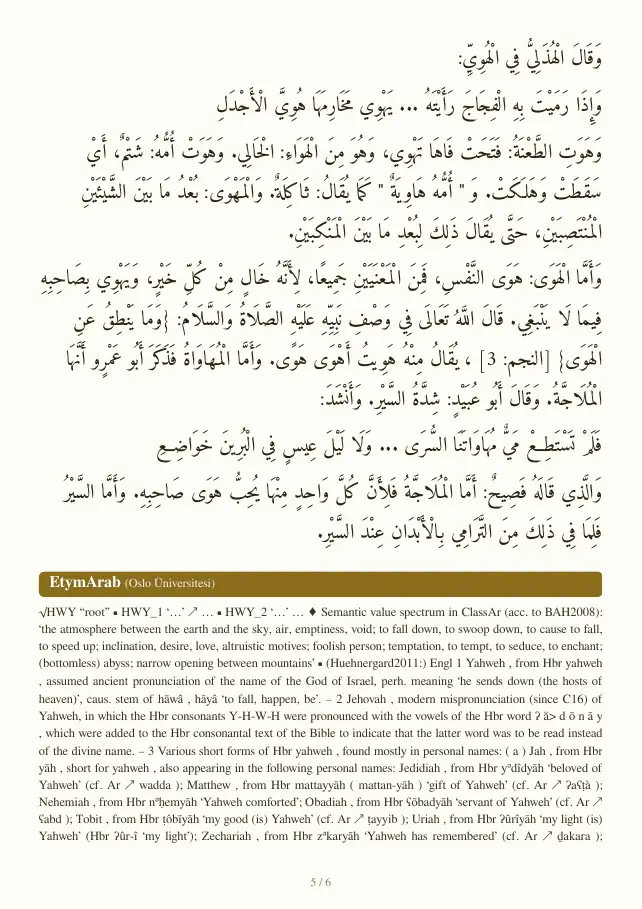 وَقَالَ الْهُذَلِيُّ فِي الْهُوِيِّ:
وَإِذَا رَمَيْتَ بِهِ الْفِجَاجَ رَأَيْتَهُ ... يَهْوِي مَخَارِمَهَا هُوِيَّ الْأَجْدَلِ
وَهَوَتِ الطَّعْنَةُ: فَتَحَتْ فَاهَا تَهْوِي، وَهُوَ مِنَ الْهَوَاءِ: الْخَالِي. وَهَوَتْ أُمُّهُ: شَتْمٌ، أَيْ
سَقَطَتْ وَهَلَكَتْ. وَ " أُمُّهُ هَاوِيَةٌ " كَمَا يُقَالُ: ثَاكِلَةٌ. وَالْمَهْوَى: بُعْدُ مَا بَيْنَ الشَّيْئَيْنِ
الْمُنْتَصِبَيْنِ، حَتَّى يُقَالَ ذَلِكَ لِبُعْدِ مَا بَيْنَ الْمَنْكِبَيْنِ.
وَأَمَّا الْهَوَى: هَوَى النَّفْسِ، فَمِنَ الْمَعْنَيَيْنِ جَمِيعًا، لِأَنَّهُ خَالٍ مِنْ كُلِّ خَيْرٍ، وَيَهْوِي بِصَاحِبِهِ
فِيمَا لَا يَنْبَغِي. قَالَ اللَّهُ تَعَالَى فِي وَصْفِ نَبِيِّهِ عَلَيْهِ الصَّلَاةُ وَالسَّلَامُ: {وَمَا يَنْطِقُ عَنِ
الْهَوَى} [النجم: 3] ، يُقَالُ مِنْهُ هَوِيتُ أَهْوَى هَوًى. وَأَمَّا الْمُهَاوَاةُ فَذَكَرَ أَبُو عَمْرٍو أَنَّهَا
الْمُلَاجَّةُ. وَقَالَ أَبُو عُبَيْدٍ: شِدَّةُ السَّيْرِ. وَأَنْشَدَ:
فَلَمْ تَسْتَطِعْ مَيٌّ مُهَاوَاتَنَا السُّرَى ... وَلَا لَيْلَ عِيسٍ فِي الْبُرِينَ خَوَاضِعِ
وَالَّذِي قَالَهُ فَصِيحٌ: أَمَّا الْمُلَاجَّةُ فَلِأَنَّ كُلَّ وَاحِدٍ مِنْهَا يُحِبُّ هَوَى صَاحِبِهِ. وَأَمَّا السَّيْرُ
فَلِمَا فِي ذَلِكَ مِنَ التَّرَامِي بِالْأَبْدَانِ عِنْدَ السَّيْرِ.
EtymArab (Oslo Üniversitesi)
√HWY “root” ▪ HWY_1 ‘…’ ↗ … ▪ HWY_2 ‘…’ … ♦ Semantic value spectrum in ClassAr (acc. to BAH2008):
‘the atmosphere between the earth and the sky, air, emptiness, void; to fall down, to swoop down, to cause to fall,
to speed up; inclination, desire, love, altruistic motives; foolish person; temptation, to tempt, to seduce, to enchant;
(bottomless) abyss; narrow opening between mountains’ ▪ (Huehnergard2011:) Engl 1 Yahweh , from Hbr yahweh
, assumed ancient pronunciation of the name of the God of Israel, perh. meaning ‘he sends down (the hosts of
heaven)’, caus. stem of hāwâ , hāyâ ‘to fall, happen, be’. – 2 Jehovah , modern mispronunciation (since C16) of
Yahweh, in which the Hbr consonants Y-H-W-H were pronounced with the vowels of the Hbr word ʔ ă> d ō n ā y
, which were added to the Hbr consonantal text of the Bible to indicate that the latter word was to be read instead
of the divine name. – 3 Various short forms of Hbr yahweh , found mostly in personal names: ( a ) Jah , from Hbr
yāh , short for yahweh , also appearing in the following personal names: Jedidiah , from Hbr yᵊdîdyāh ‘beloved of
Yahweh’ (cf. Ar ↗ wadda ); Matthew , from Hbr mattayyāh ( mattan-yāh ) ‘gift of Yahweh’ (cf. Ar ↗ ʔaʕṭà );
Nehemiah , from Hbr nᵊḥemyāh ‘Yahweh comforted’; Obadiah , from Hbr ʕōbadyāh ‘servant of Yahweh’ (cf. Ar ↗
ʕabd ); Tobit , from Hbr ṭôbīyāh ‘my good (is) Yahweh’ (cf. Ar ↗ ṭayyib ); Uriah , from Hbr ʔûrîyāh ‘my light (is)
Yahweh’ (Hbr ʔûr-î ‘my light’); Zechariah , from Hbr zᵊkaryāh ‘Yahweh has remembered’ (cf. Ar ↗ ḏakara );
5 / 6